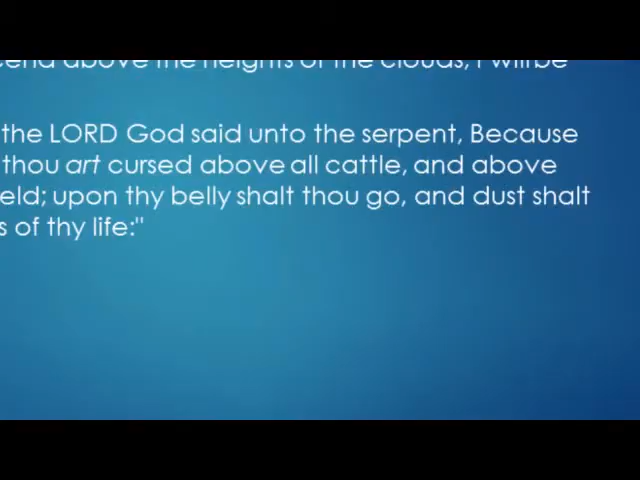 above the heights of the clouds; I will be
the LORD God said unto the serpent, Because
thou art cursed above all cattle, and above
eld; upon thy belly shalt thou go, and dust shalt
s of thy life:"